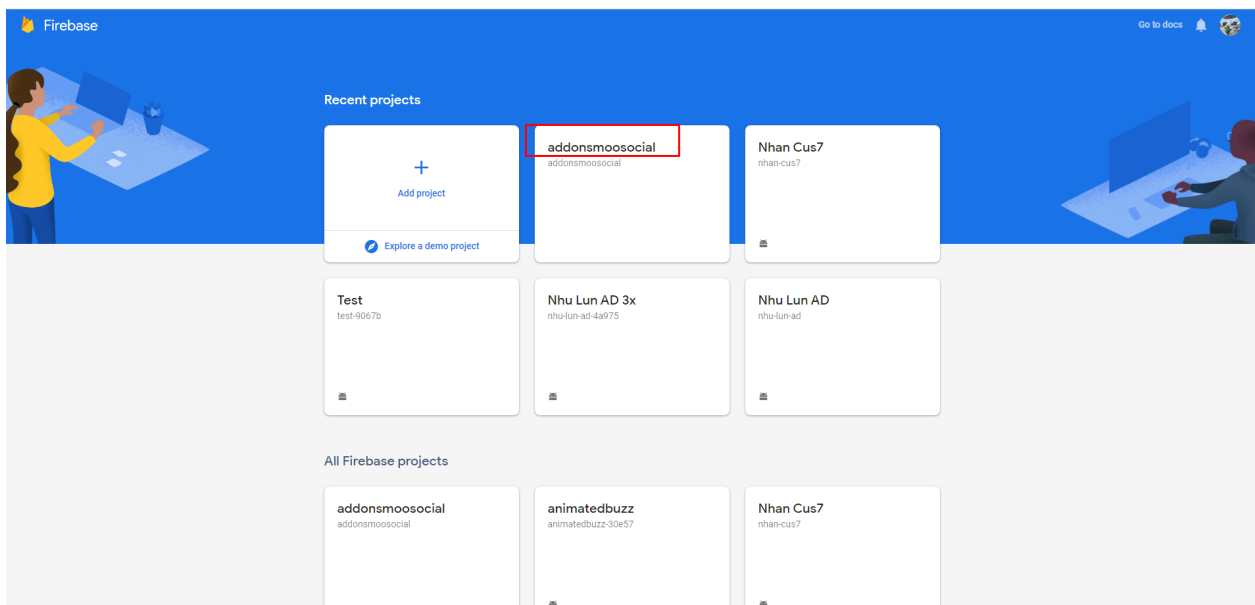 Firebase
Go to docs
Recent projects
Add project
Explore a demo project
addonsmoosocial
addonsmoosocial
Nhan Cus7
nhan-cus7
Test
test-9067b
Nhu Lun AD 3x
nhu-lun-ad-4a975
Nhu Lun AD
nhu-lun-ad
All Firebase projects
addonsmoosocial
addonsmoosocial
animatedbuzz
animatedbuzz-30e57
Nhan Cus7
nhan-cus7